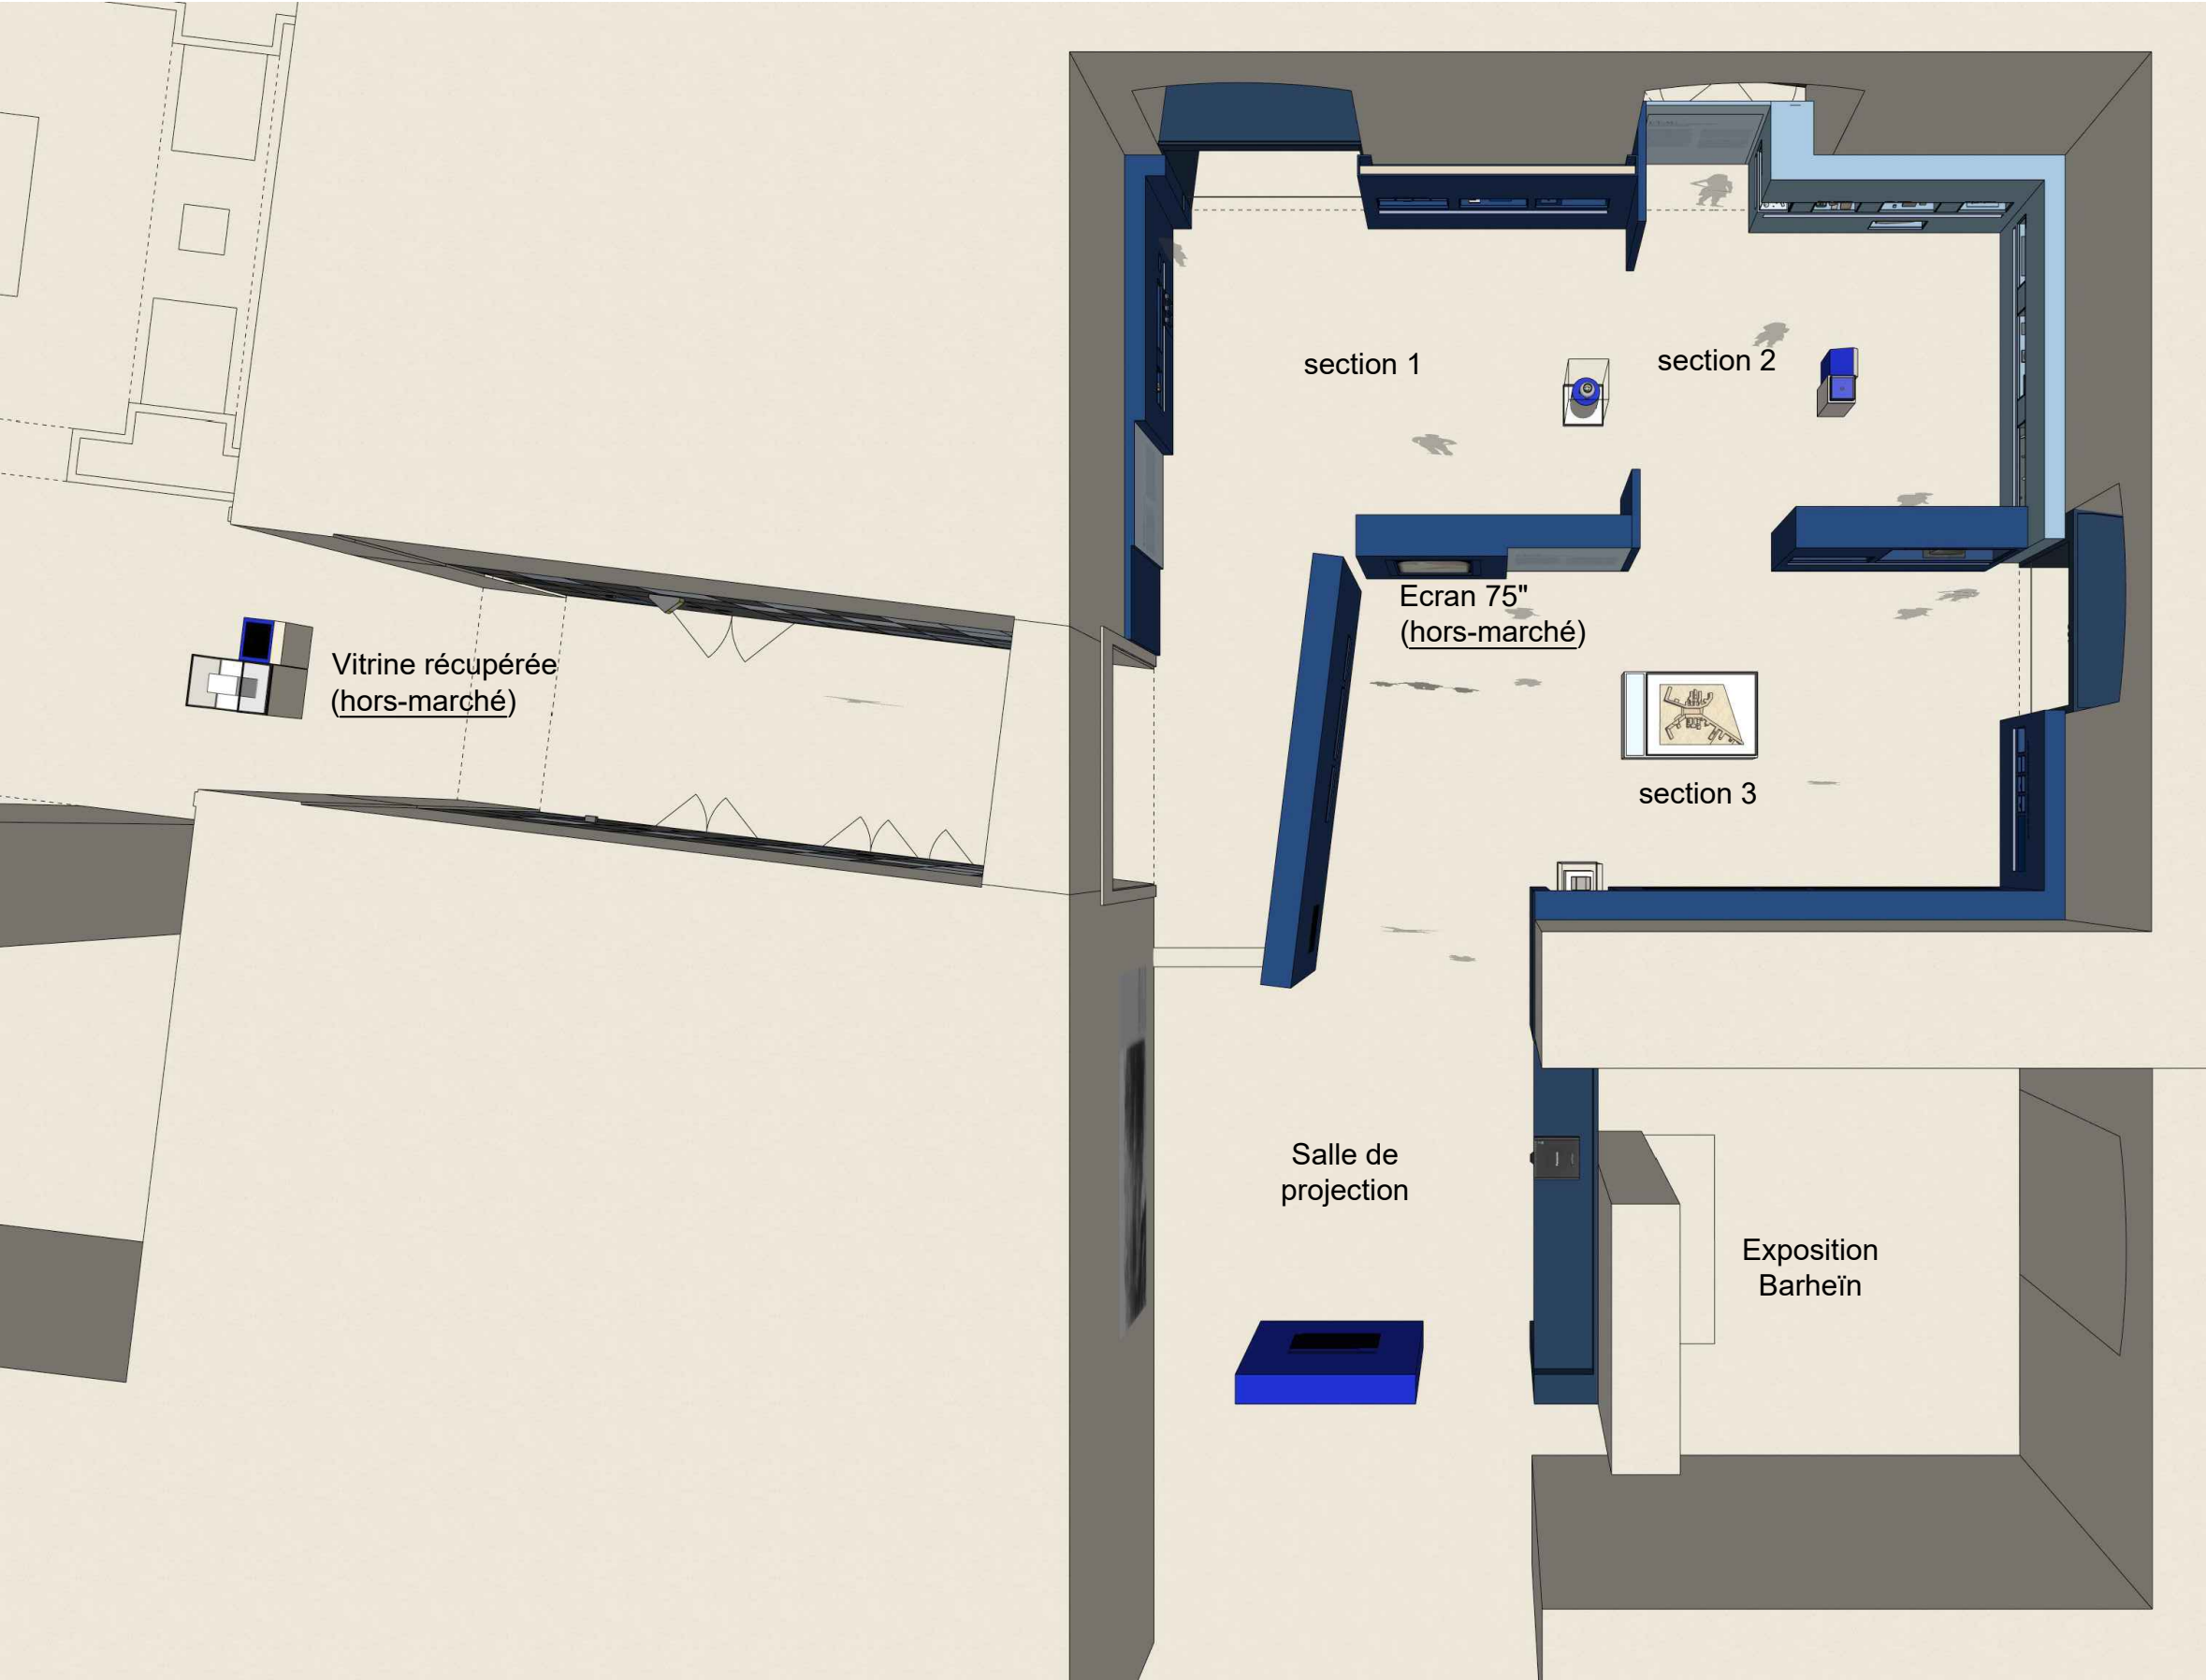 section 1
section 2
Ecran 75"
(hors-marché)
Vitrine récupérée
(hors-marché)
section 3
Salle de
projection
Exposition
Barheïn